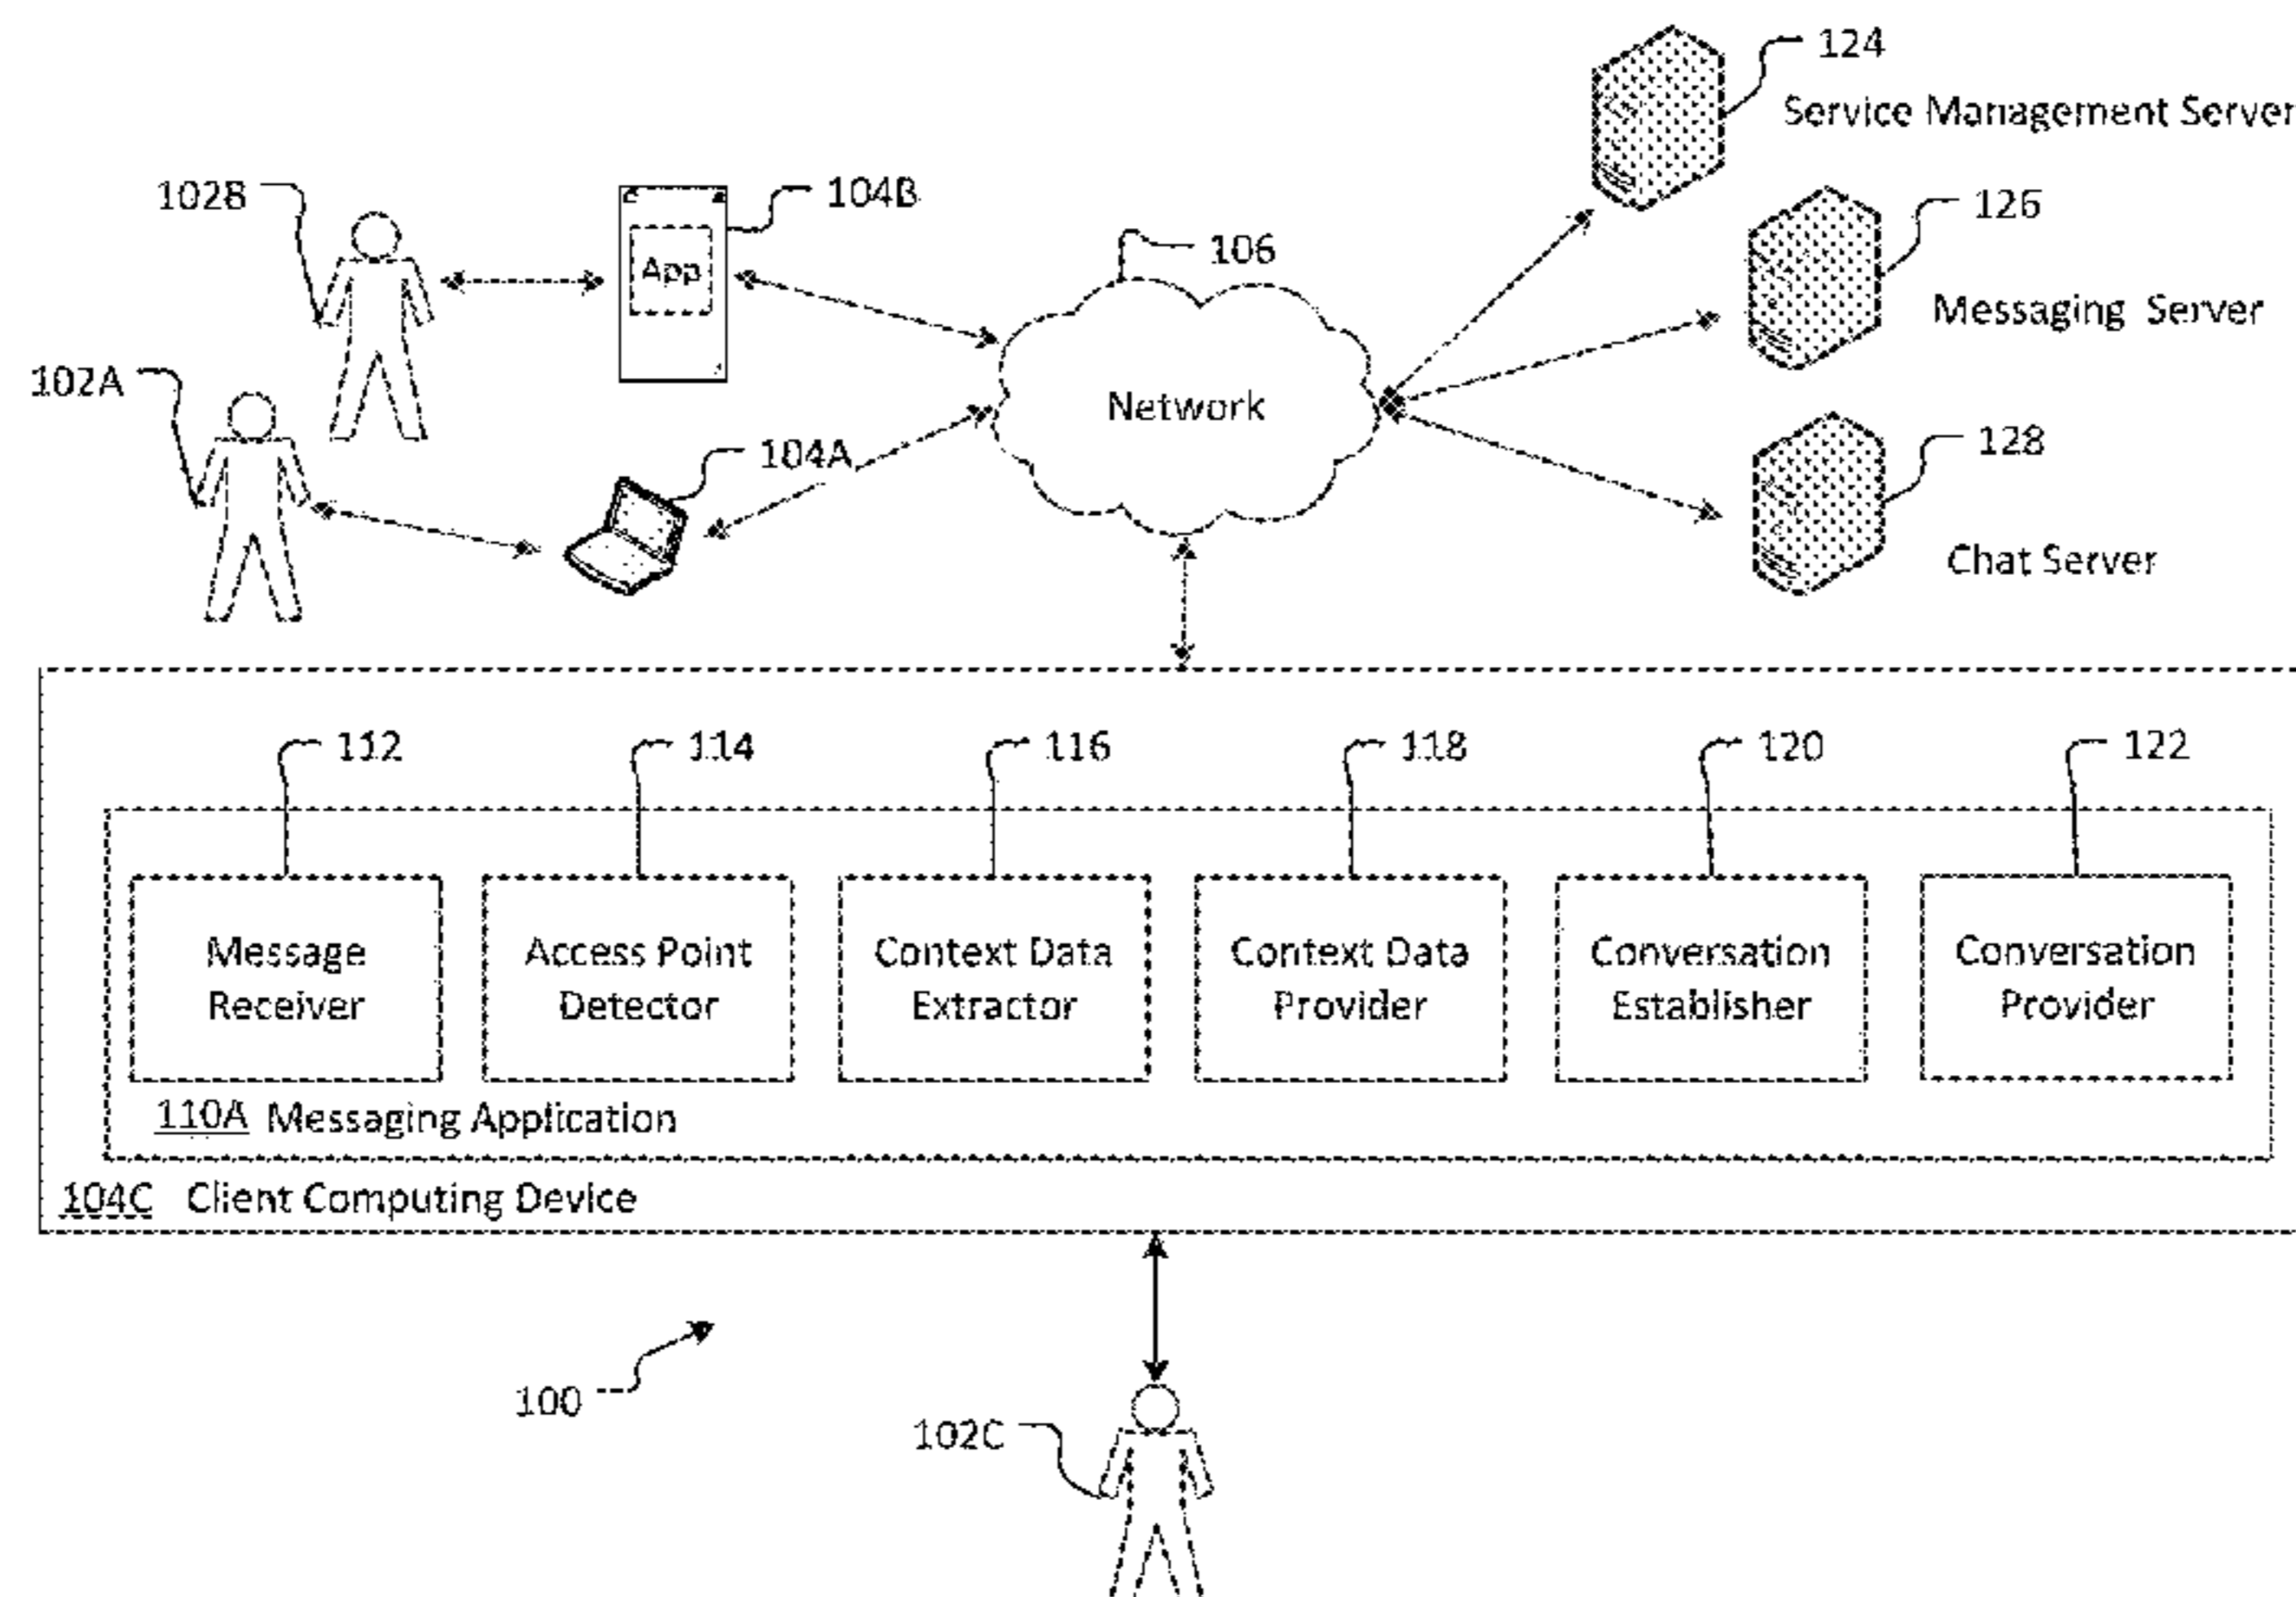 124
Service Management Server
102B
104B
126
App
106
Messaging Server
102A
Network
104A
128
Chat Server
112
114
116
118
120
122
Message
Receiver
Access Point
Detector
Context Data
Extractor
Context Data
Provider
Conversation
Establisher
Conversation
Provider
110A Messaging Application
104C Client Computing Device
100
102C